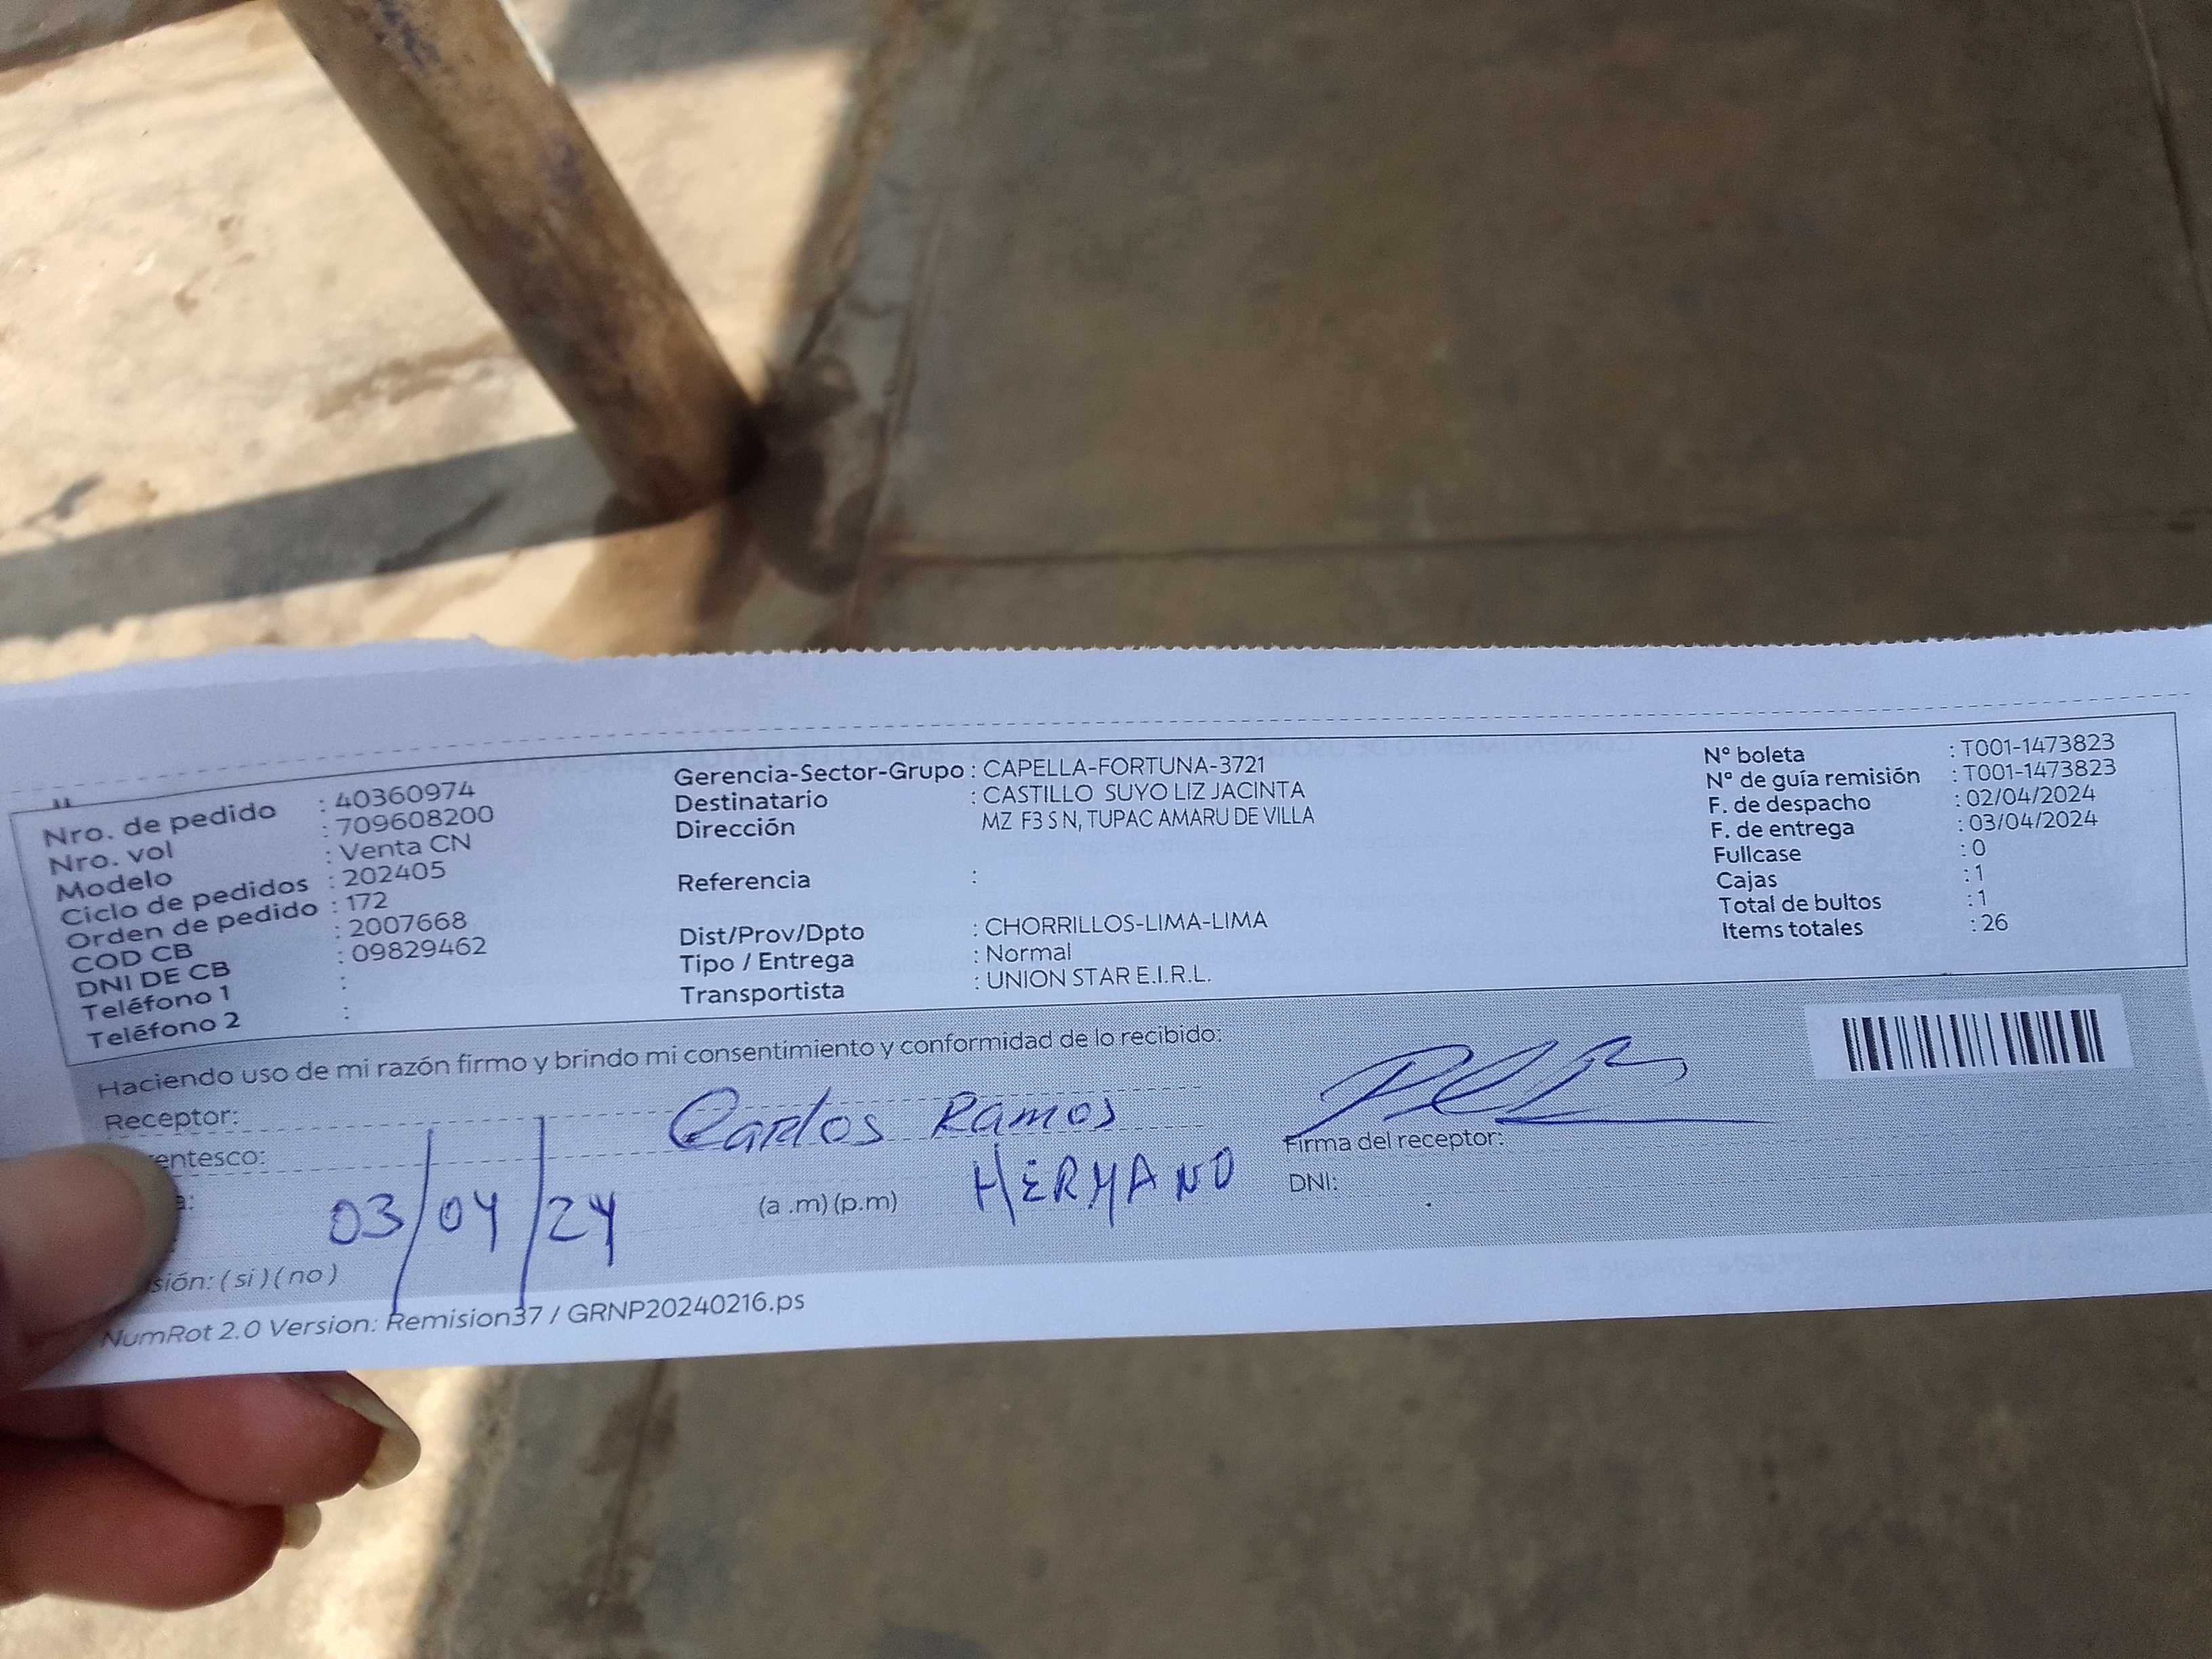 Nro. de pedido : 40360974
Nro. vol : 709608200
Modelo : Venta CN
Ciclo de pedidos : 202405
Orden de pedido : 172
COD CB : 2007668
DNI DE CB : 09829462
Teléfono 1 :
Teléfono 2 :
Gerencia-Sector-Grupo : CAPELLA-FORTUNA-3721
Destinatario : CASTILLO SUYO LIZ JACINTA
Dirección MZ F3 S N, TUPAC AMARU DE VILLA
Referencia :
Dist/Prov/Dpto : CHORRILLOS-LIMA-LIMA
Tipo / Entrega : Normal
Transportista : UNION STAR E.I.R.L.
N° boleta : T001-1473823
N° de guía remisión : T001-1473823
F. de despacho : 02/04/2024
F. de entrega : 03/04/2024
Fullcase : 0
Cajas : 1
Total de bultos : 1
Items totales : 26
Haciendo uso de mi razón firmo y brindo mi consentimiento y conformidad de lo recibido:
Receptor: Carlos Ramos
Firma del receptor:
entesco: HERMANO
DNI:
a: 03/04/24 (a .m) (p.m)
sión: ( si ) ( no )
NumRot 2.0 Version: Remision37 / GRNP20240216.ps